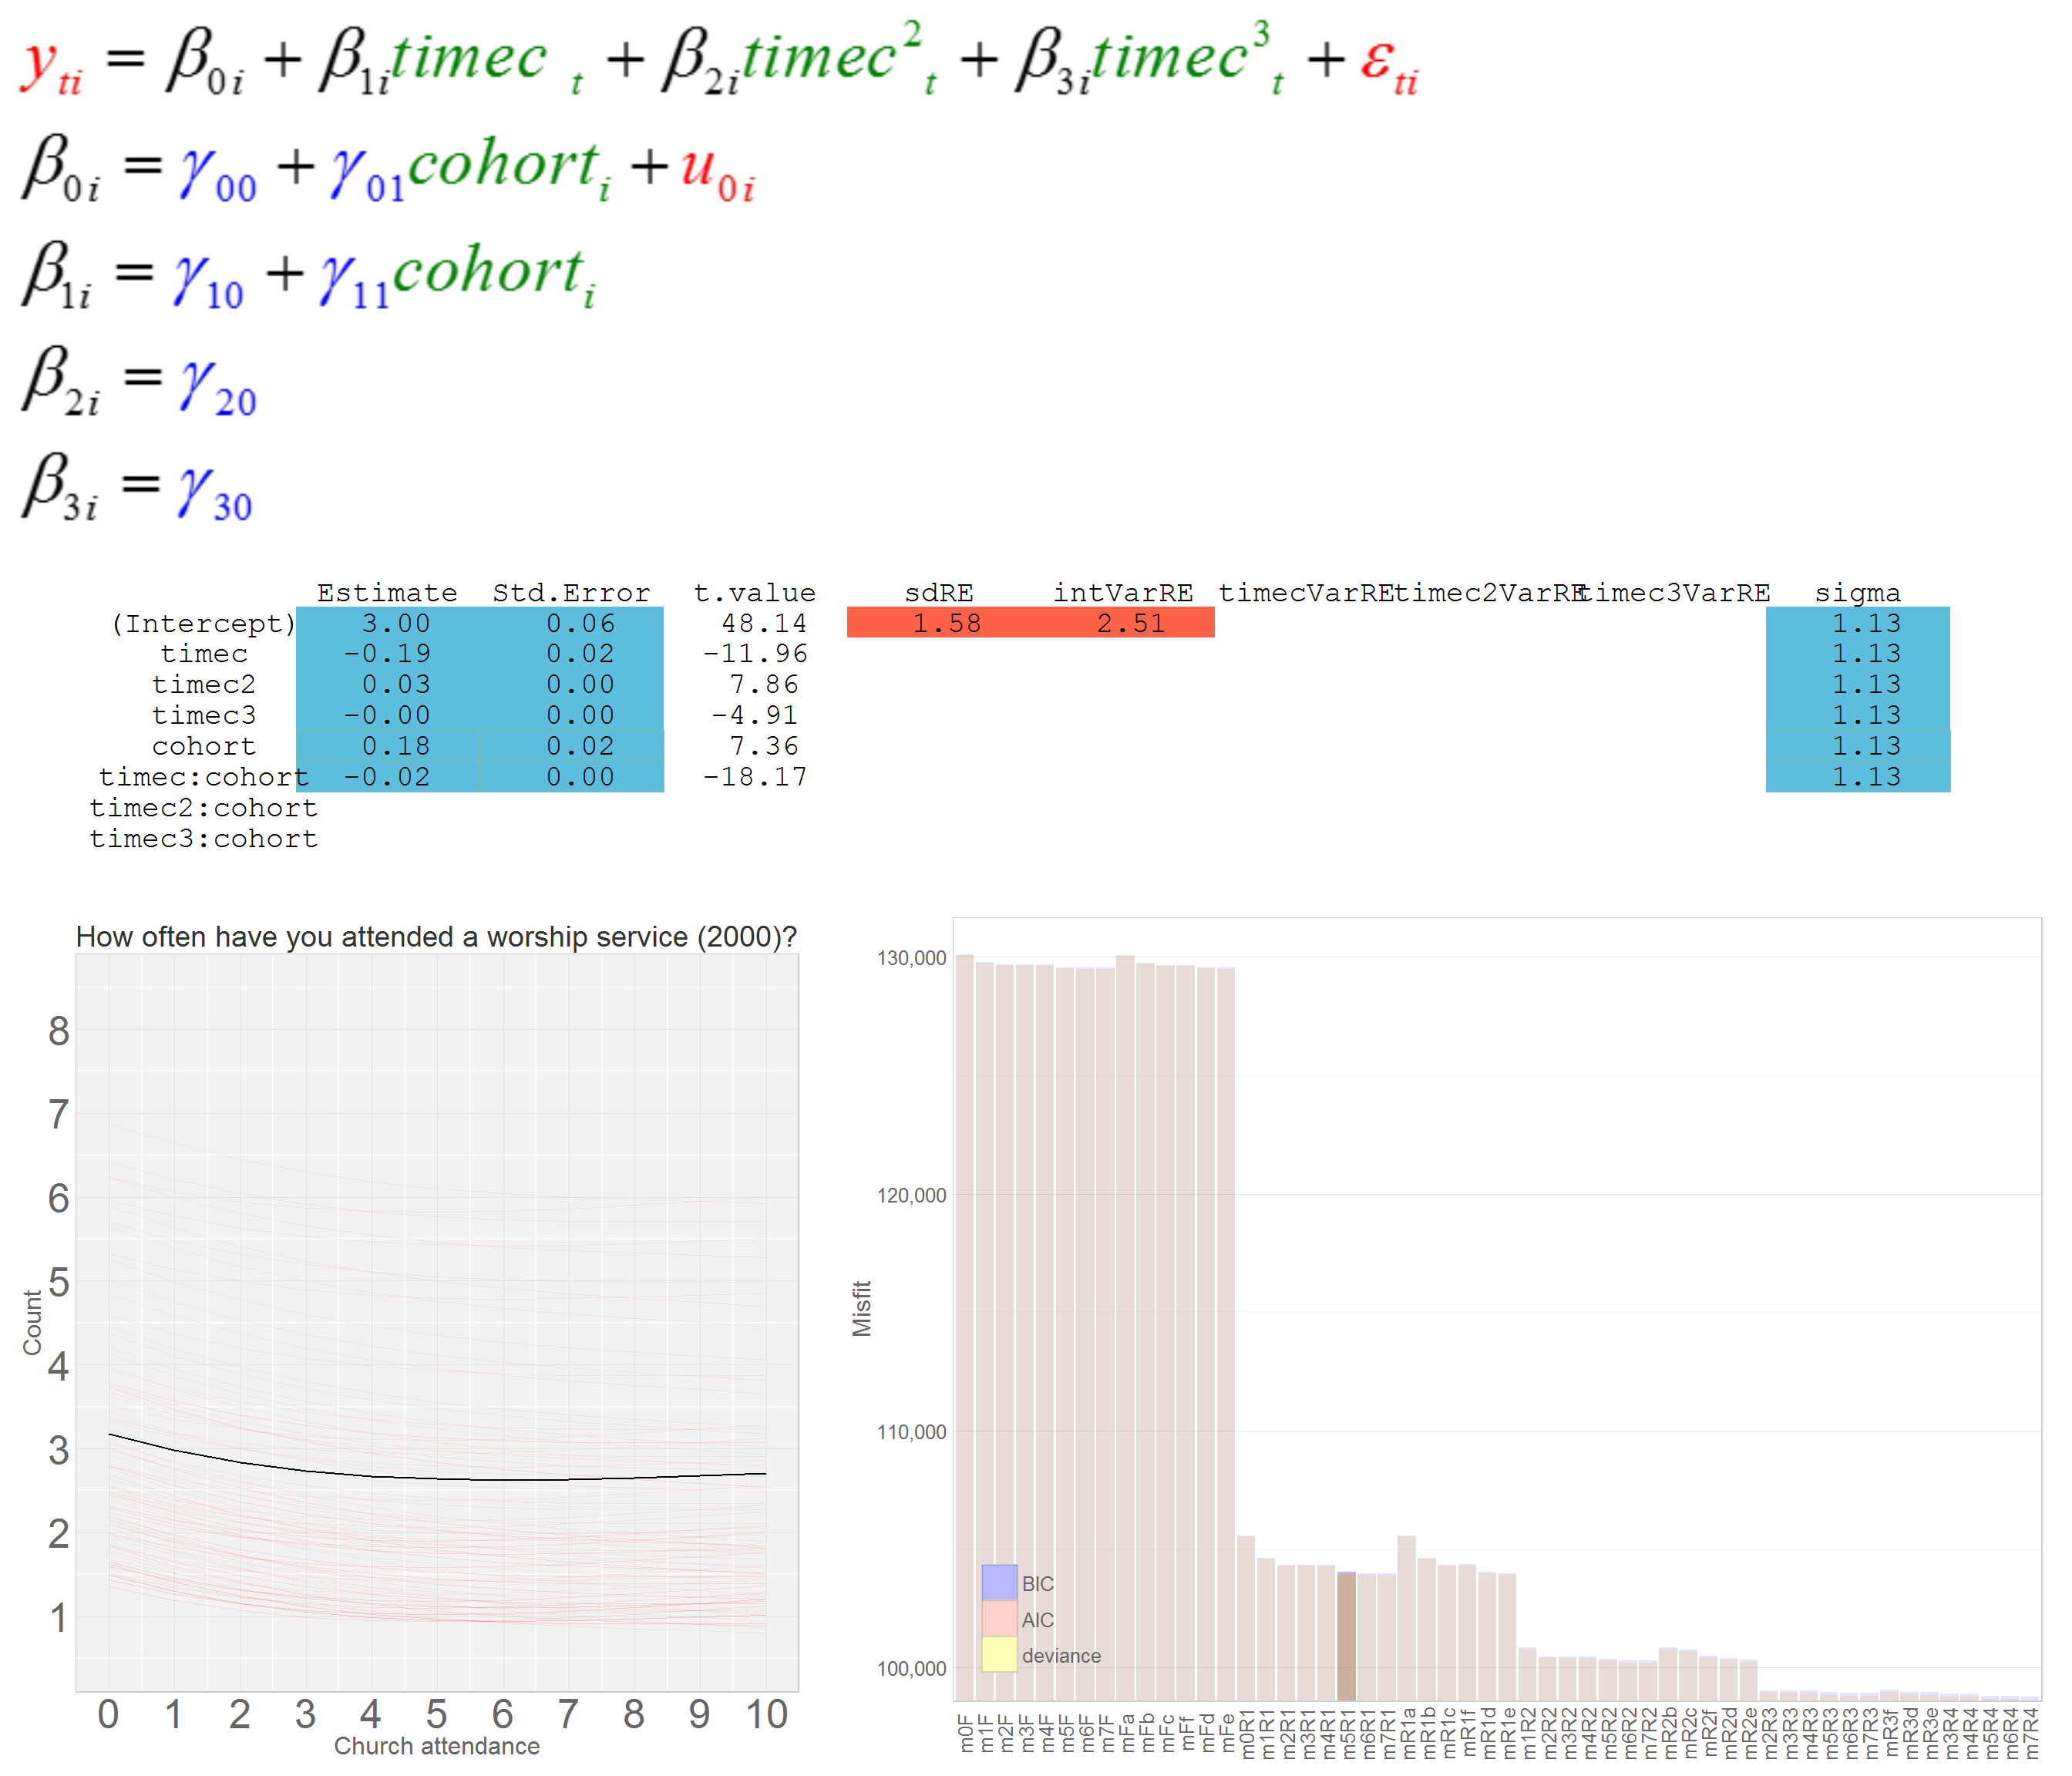 y_ti = β_0i + β_1i timec_t + β_2i timec²_t + β_3i timec³_t + ε_ti
β_0i = γ_00 + γ_01 cohort_i + u_0i
β_1i = γ_10 + γ_11 cohort_i
β_2i = γ_20
β_3i = γ_30
Estimate Std.Error t.value sdRE intVarRE timecVarRE timec2VarRE timec3VarRE sigma
(Intercept) 3.00 0.06 48.14 1.58 2.51 1.13
timec -0.19 0.02 -11.96 1.13
timec2 0.03 0.00 7.86 1.13
timec3 -0.00 0.00 -4.91 1.13
cohort 0.18 0.02 7.36 1.13
timec:cohort -0.02 0.00 -18.17 1.13
timec2:cohort
timec3:cohort
How often have you attended a worship service (2000)?
8
7
6
5
4
3
2
1
Count
0 1 2 3 4 5 6 7 8 9 10
Church attendance
130,000
120,000
110,000
100,000
Misfit
BIC
AIC
deviance
m0F m1F m2F m3F m4F m5F m6F m7F mFa mFb mFc mFf mFd mFe m0R1 m1R1 m2R1 m3R1 m4R1 m5R1 m6R1 m7R1 mR1a mR1b mR1c mR1f mR1d mR1e m1R2 m2R2 m3R2 m4R2 m5R2 m6R2 m7R2 mR2b mR2c mR2f mR2d mR2e m2R3 m3R3 m4R3 m5R3 m6R3 m7R3 mR3f mR3d mR3e m3R4 m4R4 m5R4 m6R4 m7R4